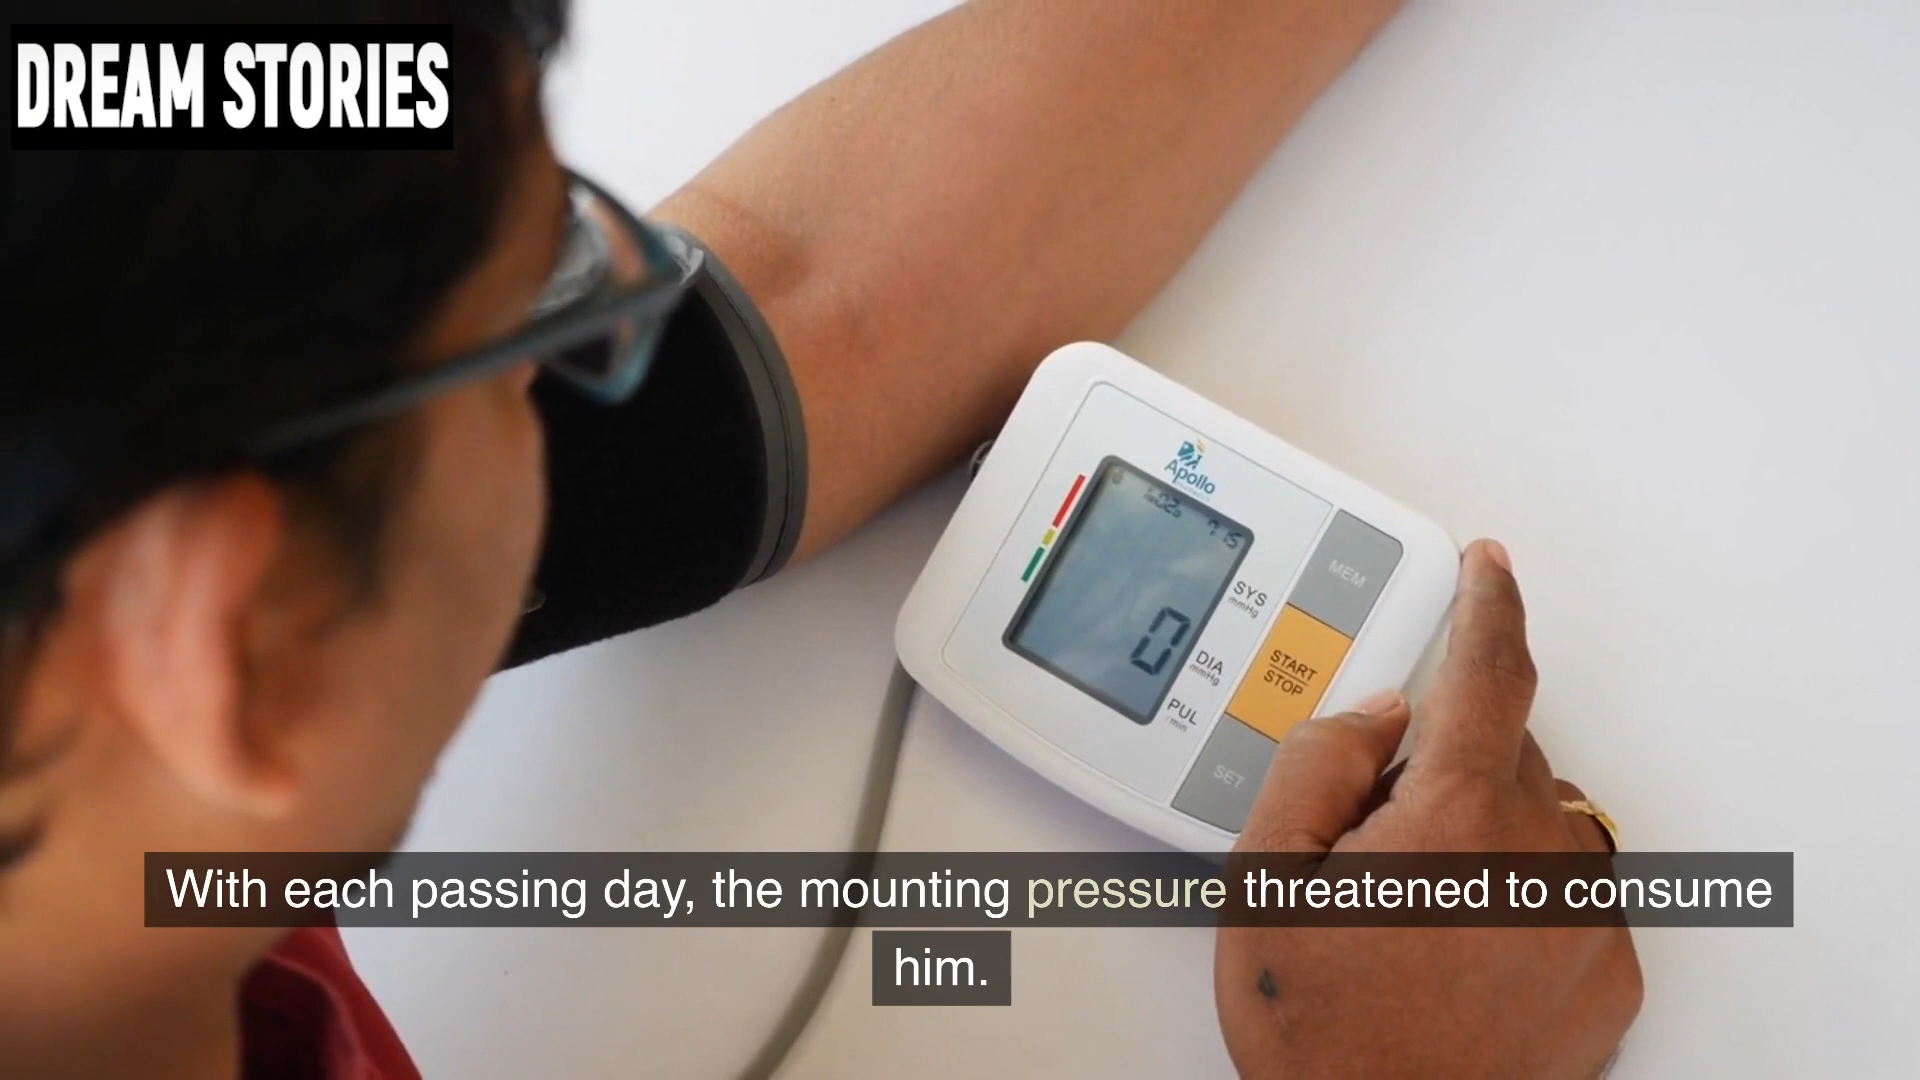 DREAM STORIES
Apollo
15
SYS
mmHg
MEM
0
DIA
mmHg
START
STOP
PUL
/min
SET
With each passing day, the mounting pressure threatened to consume
him.